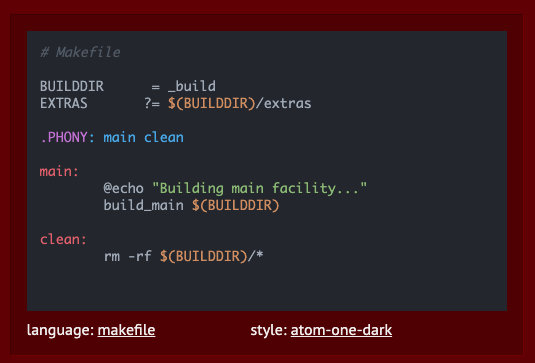 # Makefile

BUILDDIR      = _build
EXTRAS       ?= $(BUILDDIR)/extras

.PHONY: main clean

main:
        @echo "Building main facility..."
        build_main $(BUILDDIR)

clean:
        rm -rf $(BUILDDIR)/*

language: makefile
style: atom-one-dark